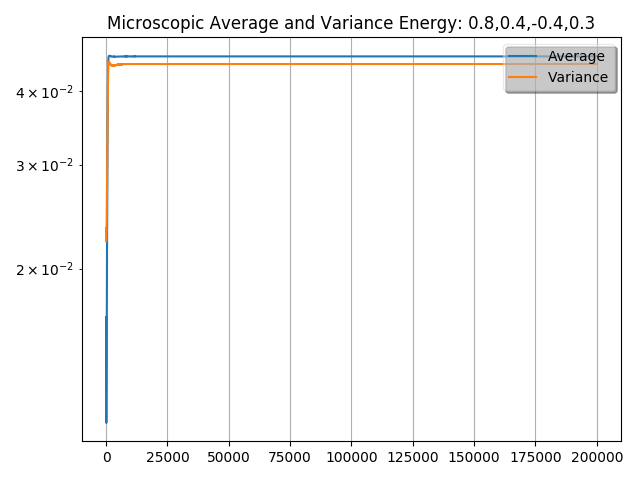 Microscopic Average and Variance Energy: 0.8,0.4,-0.4,0.3
Average
Variance
4 × 10⁻²
3 × 10⁻²
2 × 10⁻²
0 25000 50000 75000 100000 125000 150000 175000 200000